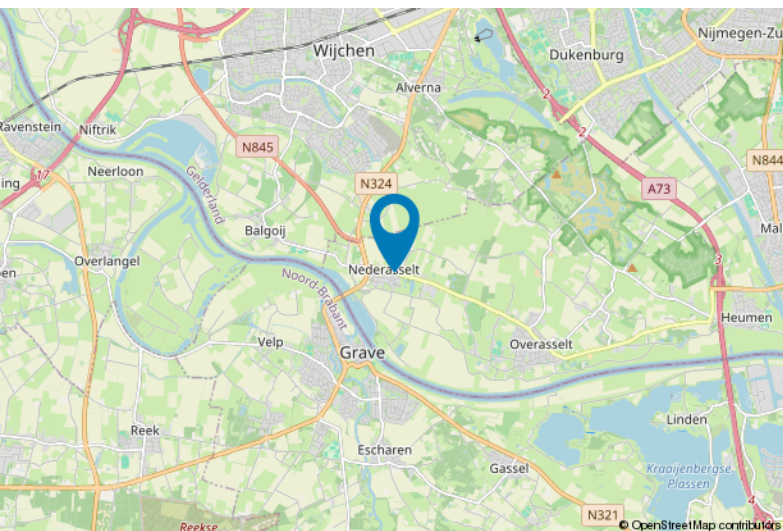 Wijchen
Nijmegen-Zu
Dukenburg
Alverna
2
2
Ravenstein
Niftrik
N845
N844
17
Neerloon
ing
N324
A73
Gelderland
Mal
Balgoij
Overlangel
en
Nederasselt
3
Noord-Brabant
Heumen
Velp
Overasselt
Grave
Linden
Reek
Escharen
Gassel
Kraaijenbergse
Plassen
4
N321
Reekse
© OpenStreetMap contributors